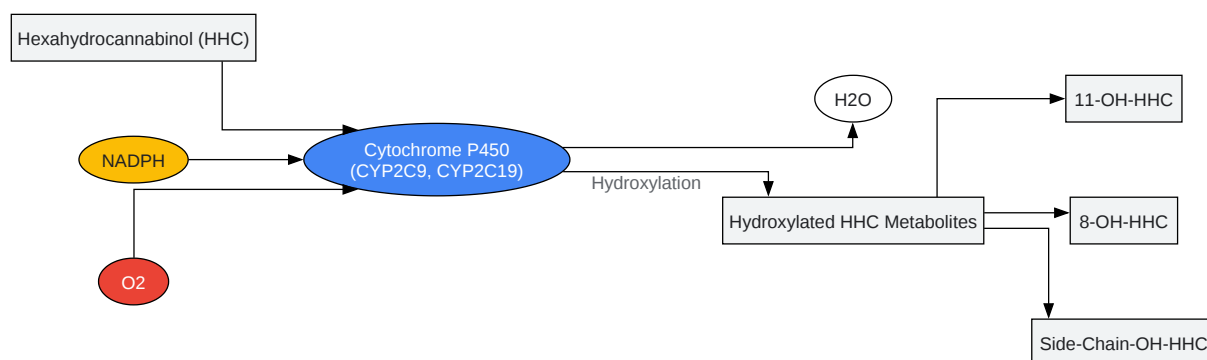 Hexahydrocannabinol (HHC)
H2O
11-OH-HHC
NADPH
Cytochrome P450
(CYP2C9, CYP2C19)
Hydroxylation
Hydroxylated HHC Metabolites
8-OH-HHC
O2
Side-Chain-OH-HHC